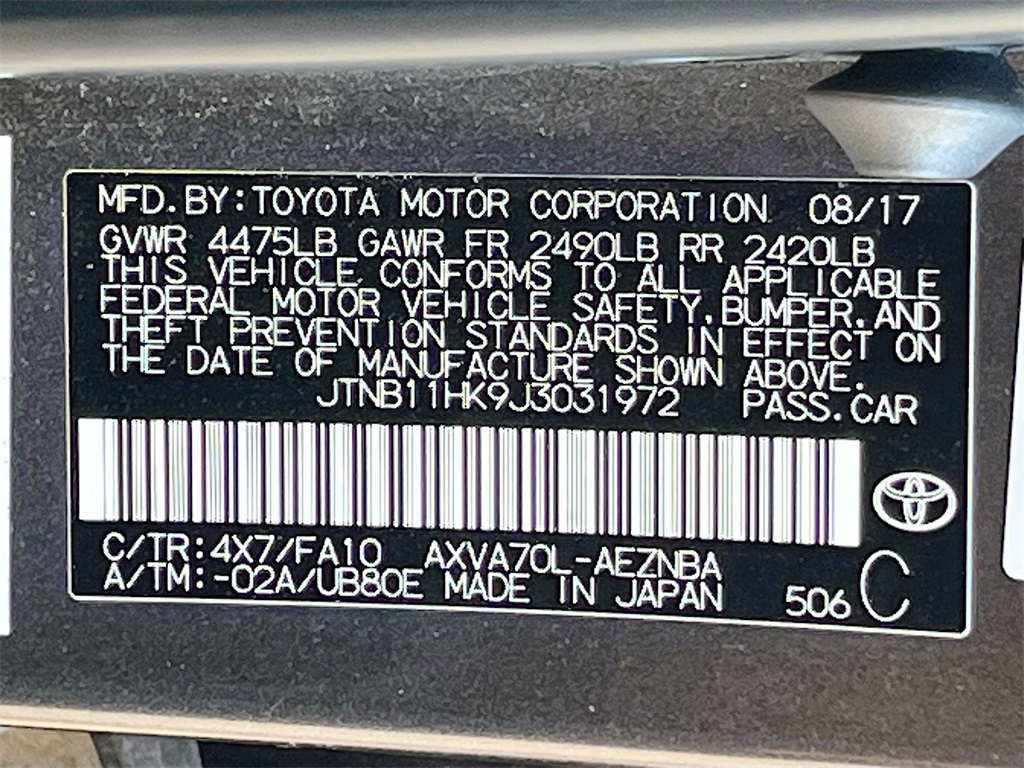 MFD.BY:TOYOTA MOTOR CORPORATION 08/17
GVWR 4475LB GAWR FR 2490LB RR 2420LB
THIS VEHICLE CONFORMS TO ALL APPLICABLE
FEDERAL MOTOR VEHICLE SAFETY,BUMPER,AND
THEFT PREVENTION STANDARDS IN EFFECT ON
THE DATE OF MANUFACTURE SHOWN ABOVE.
JTNB11HK9J3031972 PASS.CAR
C/TR:4X7/FA10 AXVA70L-AEZNBA
A/TM:-02A/UB80E MADE IN JAPAN 506 C